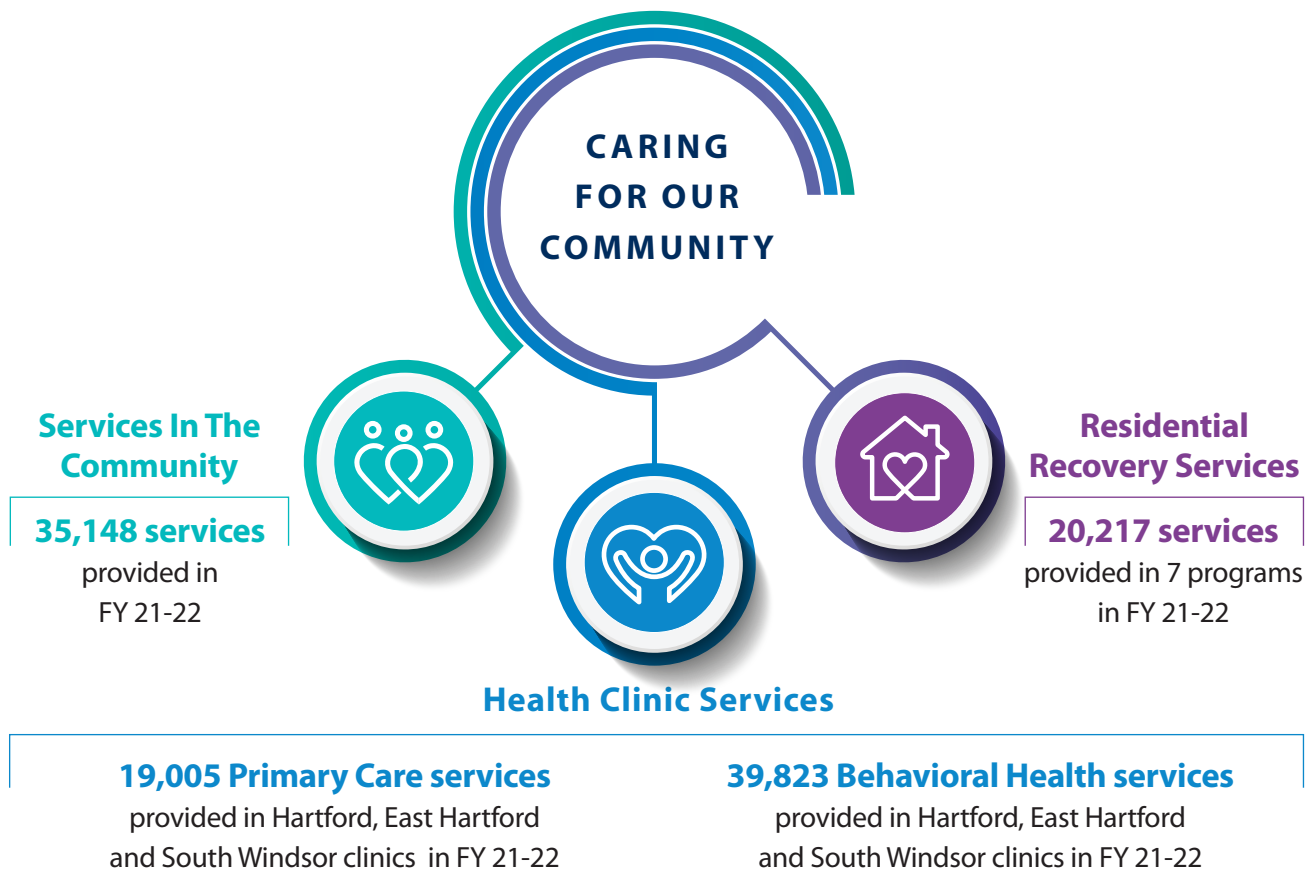 CARING
FOR OUR
COMMUNITY
Services In The
Community
35,148 services
provided in
FY 21-22
Residential
Recovery Services
20,217 services
provided in 7 programs
in FY 21-22
Health Clinic Services
19,005 Primary Care services
provided in Hartford, East Hartford
and South Windsor clinics in FY 21-22
39,823 Behavioral Health services
provided in Hartford, East Hartford
and South Windsor clinics in FY 21-22